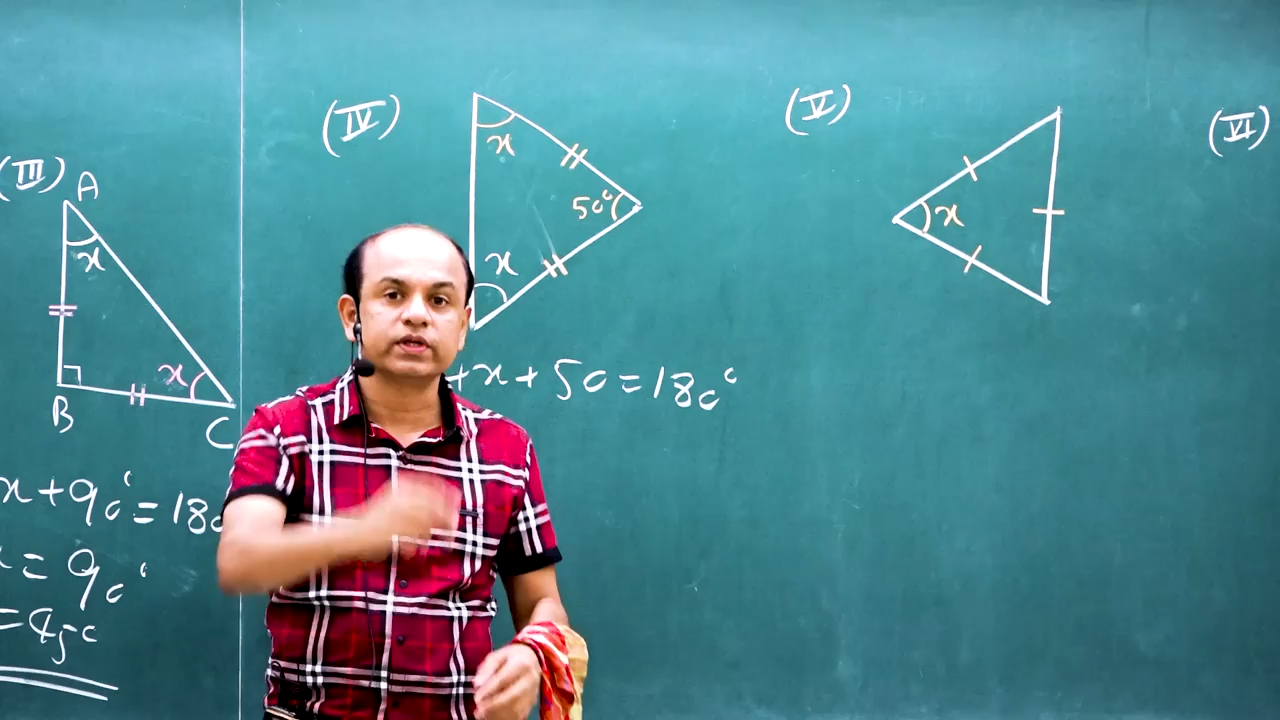 (III)
A
x
x
B
C
x+90°=180
= 90°
=45°
(IV)
x
50°
x
+x+50=180°
(V)
x
(VI)